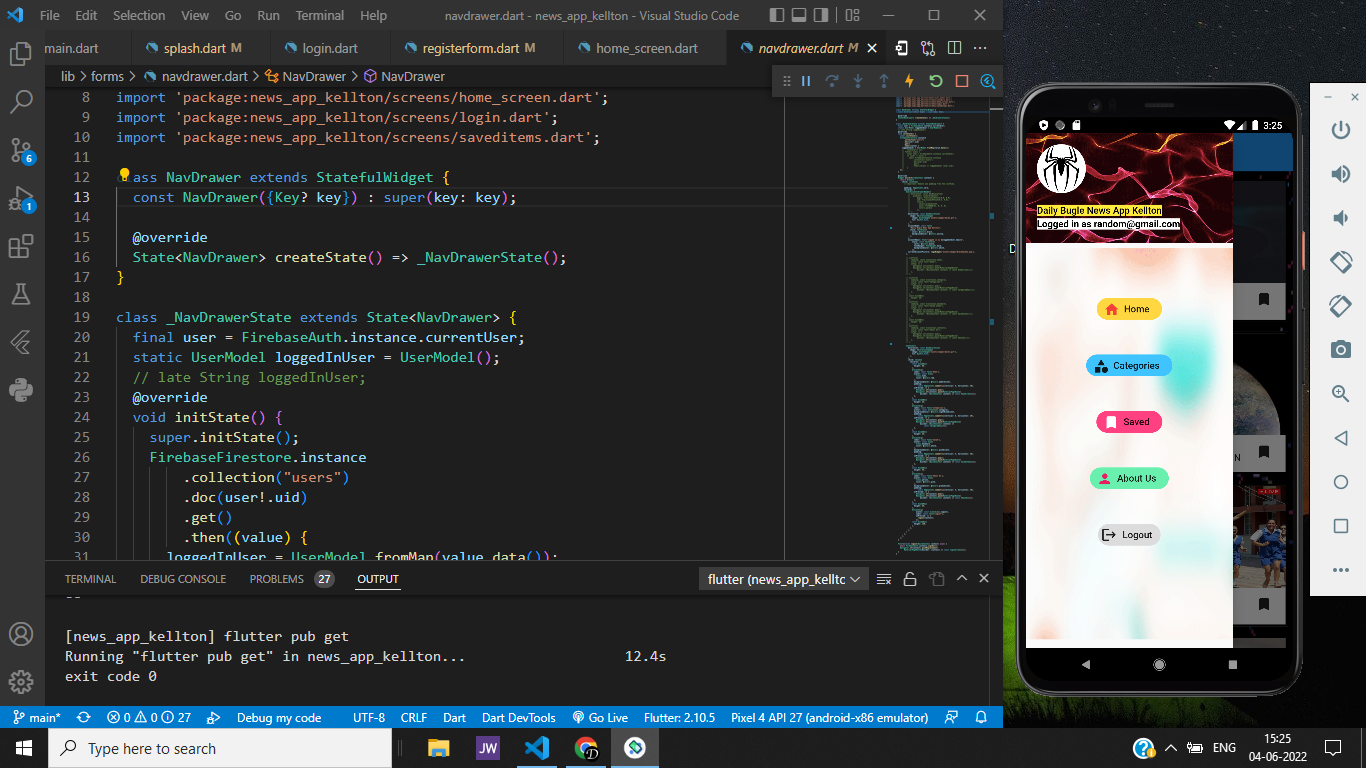 File Edit Selection View Go Run Terminal Help
navdrawer.dart - news_app_kellton - Visual Studio Code
main.dart splash.dart M login.dart registerform.dart M home_screen.dart navdrawer.dart M
lib > forms > navdrawer.dart > NavDrawer > NavDrawer
8 import 'package:news_app_kellton/screens/home_screen.dart';
9 import 'package:news_app_kellton/screens/login.dart';
10 import 'package:news_app_kellton/screens/saveditems.dart';
11
12 ass NavDrawer extends StatefulWidget {
13 const NavDrawer({Key? key}) : super(key: key);
14
15 @override
16 State<NavDrawer> createState() => _NavDrawerState();
17 }
18
19 class _NavDrawerState extends State<NavDrawer> {
20 final user = FirebaseAuth.instance.currentUser;
21 static UserModel loggedInUser = UserModel();
22 // late String loggedInUser;
23 @override
24 void initState() {
25 super.initState();
26 FirebaseFirestore.instance
27 .collection("users")
28 .doc(user!.uid)
29 .get()
30 .then((value) {
31 loggedInUser = UserModel.fromMap(value.data());
6
1
TERMINAL DEBUG CONSOLE PROBLEMS 27 OUTPUT
flutter (news_app_kelltc
[news_app_kellton] flutter pub get
Running "flutter pub get" in news_app_kellton... 12.4s
exit code 0
main* 0 0 27 Debug my code UTF-8 CRLF Dart Dart DevTools Go Live Flutter: 2.10.5 Pixel 4 API 27 (android-x86 emulator)
Type here to search
JW
D
ENG
15:25
04-06-2022
3:25
Daily Bugle News App Kellton
Logged in as random@gmail.com
Home
Categories
Saved
About Us
Logout
D
N
LIVE